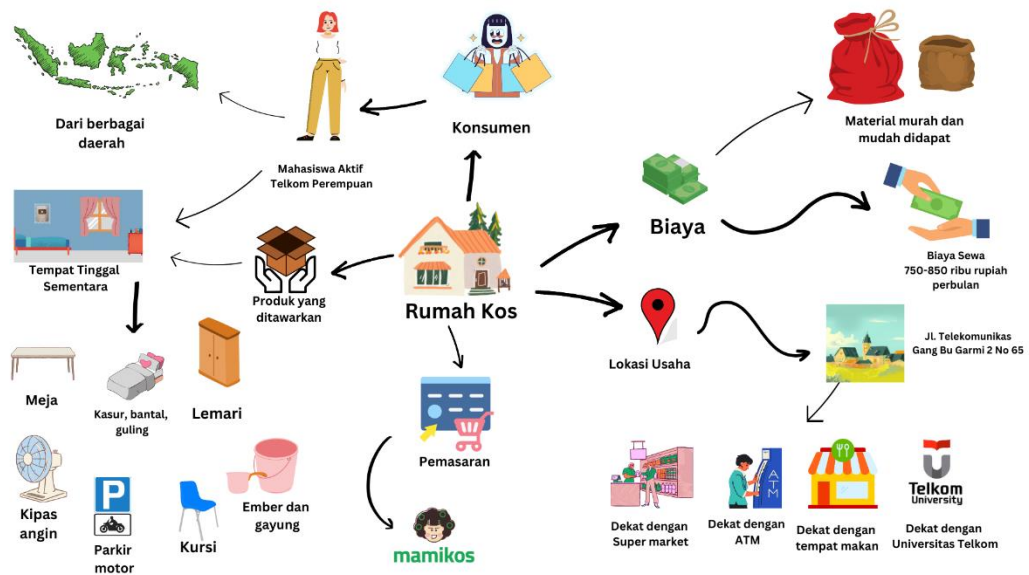 Dari berbagai
daerah
Mahasiswa Aktif
Telkom Perempuan
Konsumen
Material murah dan
mudah didapat
Biaya
Biaya Sewa
750-850 ribu rupiah
perbulan
Tempat Tinggal
Sementara
Produk yang
ditawarkan
Rumah Kos
Lokasi Usaha
Jl. Telekomunikas
Gang Bu Garmi 2 No 65
Meja
Kasur, bantal,
guling
Lemari
Pemasaran
Kipas
angin
P
Parkir
motor
Kursi
Ember dan
gayung
mamikos
Dekat dengan
Super market
ATM
Dekat dengan
ATM
Dekat dengan
tempat makan
Telkom
University
Dekat dengan
Universitas Telkom